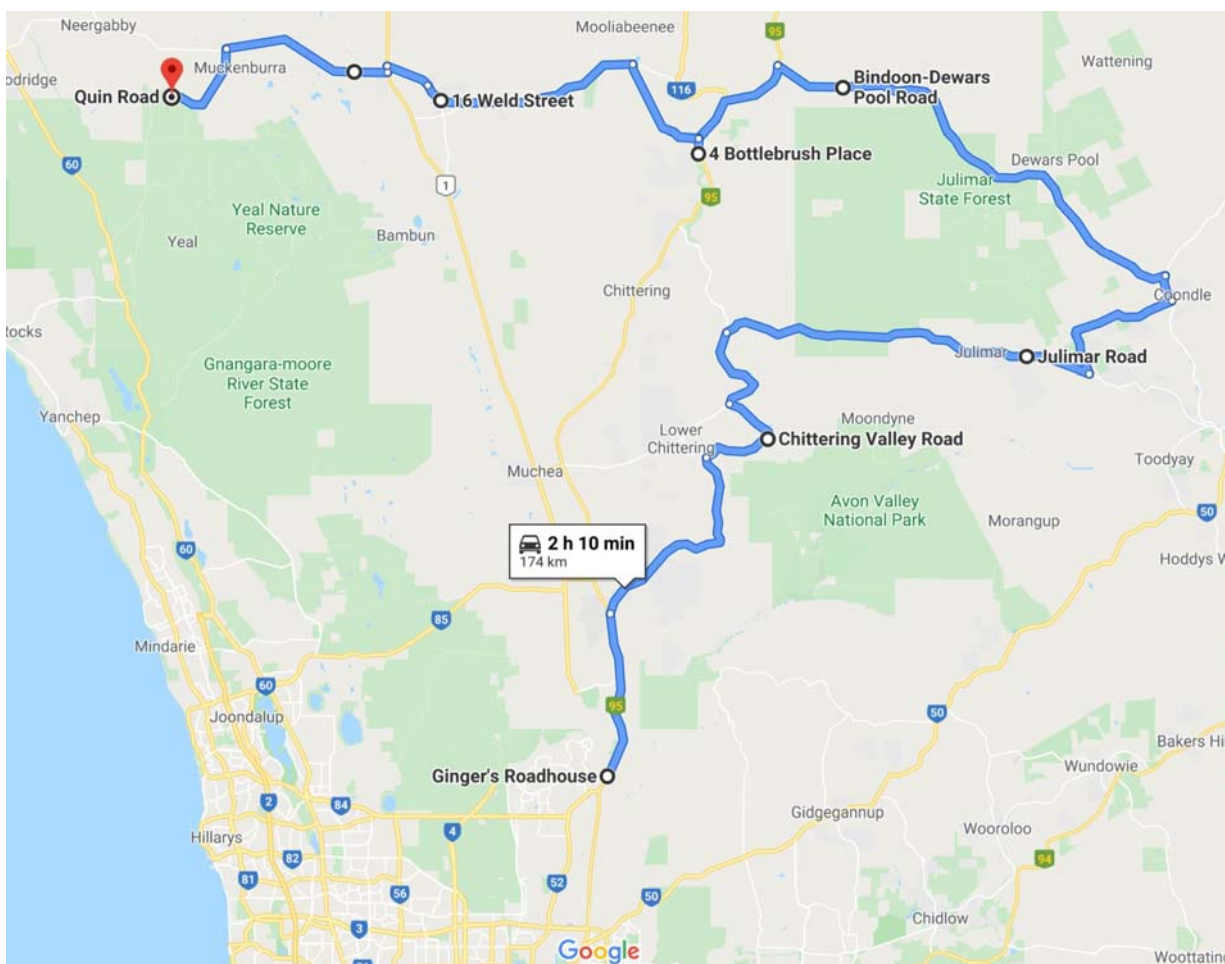 Neergabby
Mooliabeenee
95
Wattening
Muckenburra
Bindoon-Dewars
Pool Road
odridge
Quin Road
16 Weld Street
116
60
4 Bottlebrush Place
Dewars Pool
1
95
Julimar
State Forest
Yeal Nature
Reserve
Yeal
Bambun
Chittering
Coondle
Rocks
Julimar
Julimar Road
Gnangara-moore
River State
Forest
Yanchep
Moondyne
Lower
Chittering
Chittering Valley Road
Muchea
Toodyay
Avon Valley
National Park
50
Morangup
2 h 10 min
174 km
Hoddys W
60
85
Mindarie
60
95
Joondalup
50
Bakers Hi
Ginger's Roadhouse
Wundowie
2
84
Gidgegannup
Hillarys
4
Wooroloo
82
94
81
56
52
50
Chidlow
3
Google
Woottating